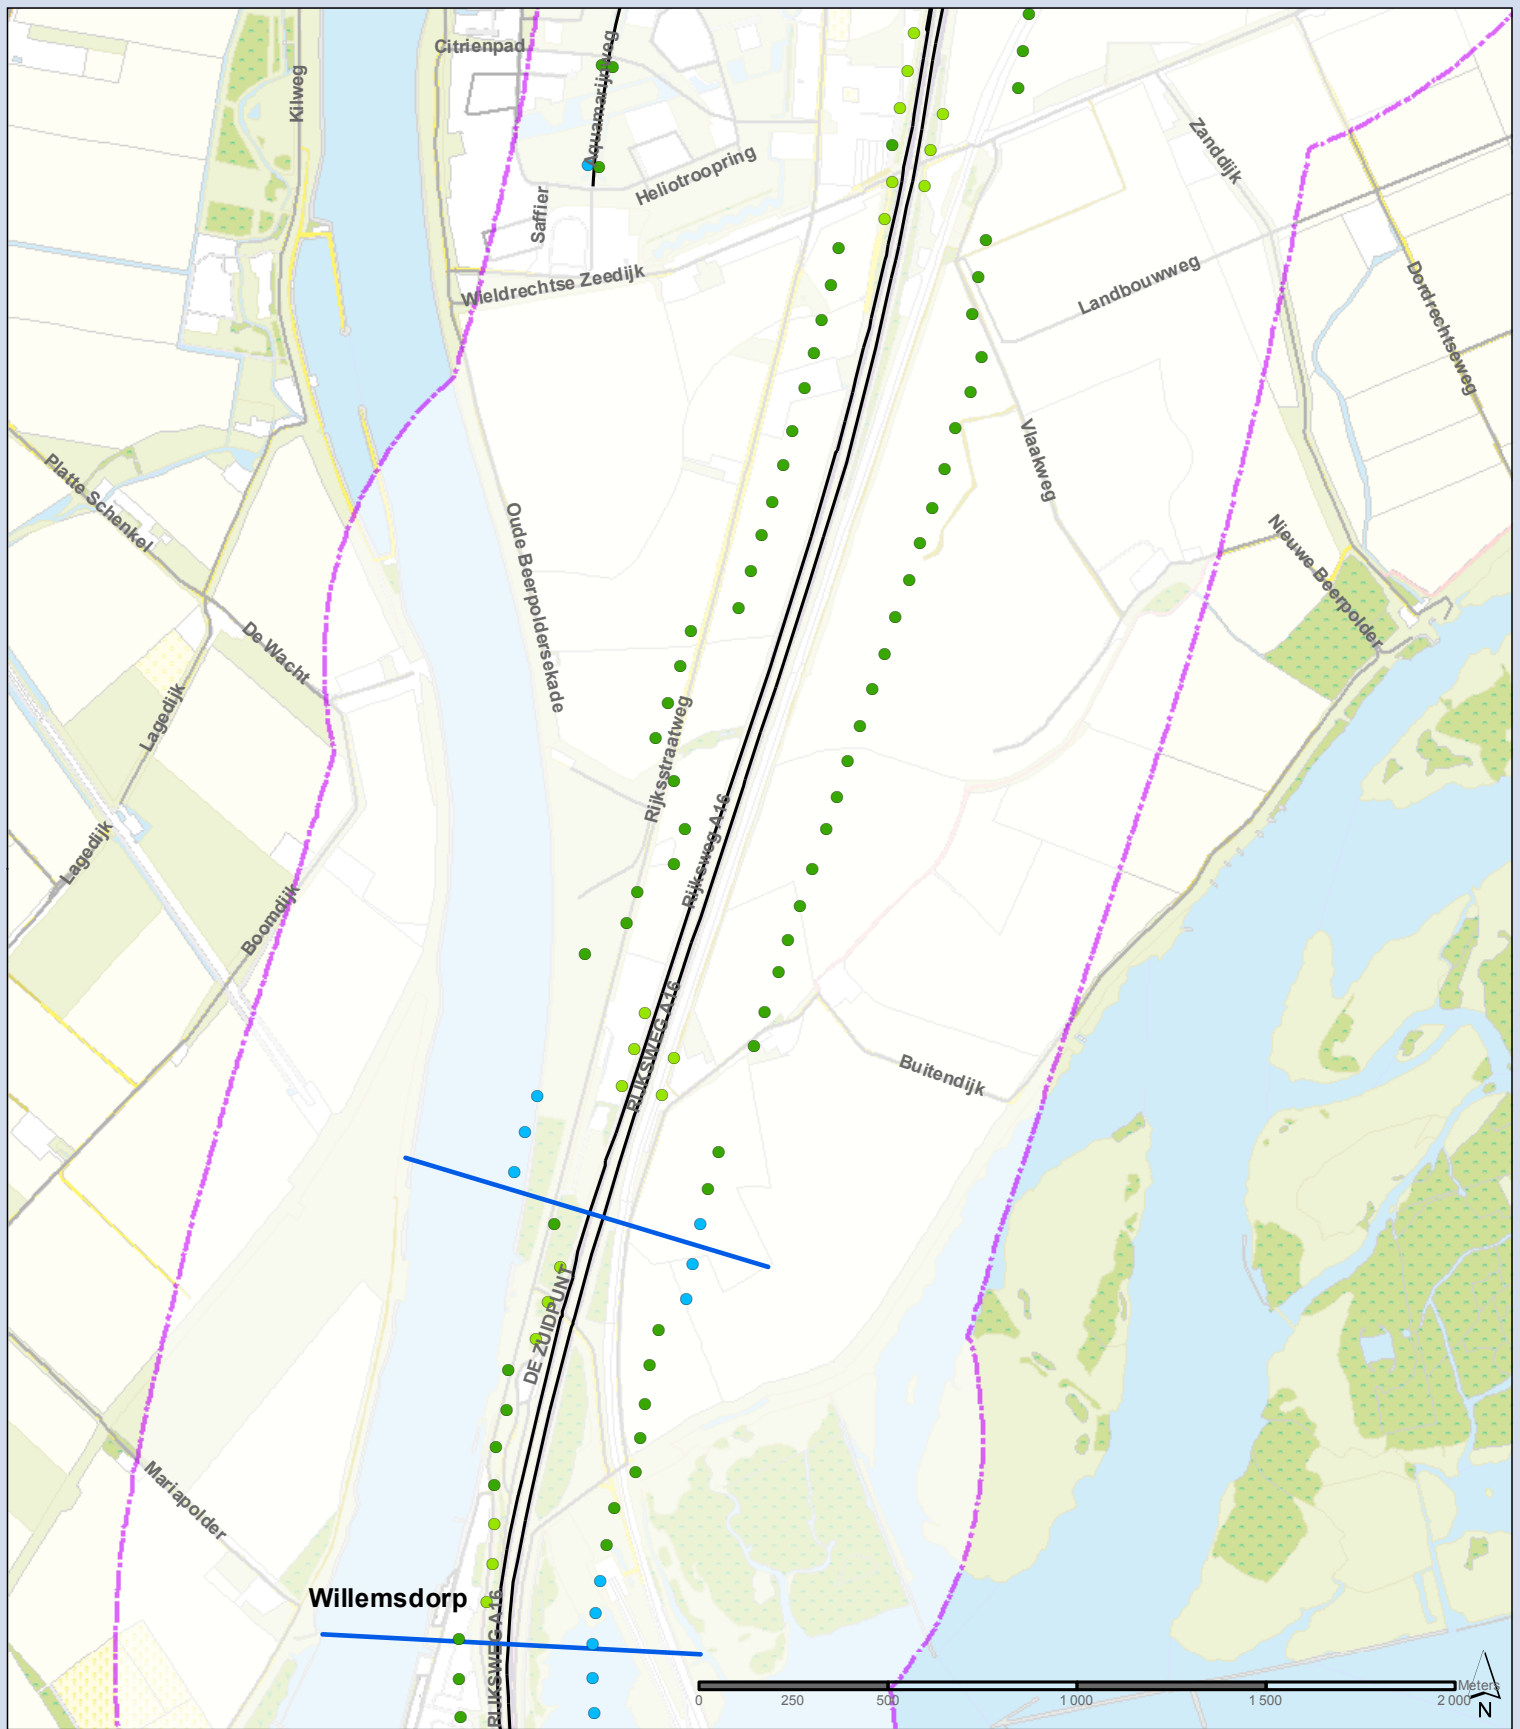 Citrienpad
Aquamarijnweg
Kilweg
Zanddijk
Heliotroopring
Saffier
Wieldrechtse Zeedijk
Landbouwweg
Dordrechtseweg
Platte Schenkel
Vlaakweg
Oude Beerpoldersekade
Nieuwe Beerpolder
De Wacht
Lagedijk
Rijksstraatweg
Rijksweg A16
Lagedijk
Boomdijk
RIJKSWEG A16
Buitendijk
DE ZUIDPUNT
Mariapolder
Willemsdorp
RIJKSWEG A16
Meters
0 250 500 1 000 1 500 2 000
N